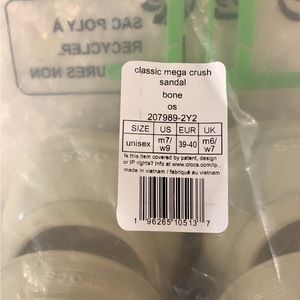 SAC POLY À
RECYCLER.
URES NON
classic mega crush
sandal
bone
os
207989-2Y2
SIZE US EUR UK
unisex m7/w9 39-40 m6/w7
Is this item covered by patent, design
or IP rights? Info at www.crocs.com/ip
made in vietnam / fabriqué au vietnam
1 96265 10513 7
crocs